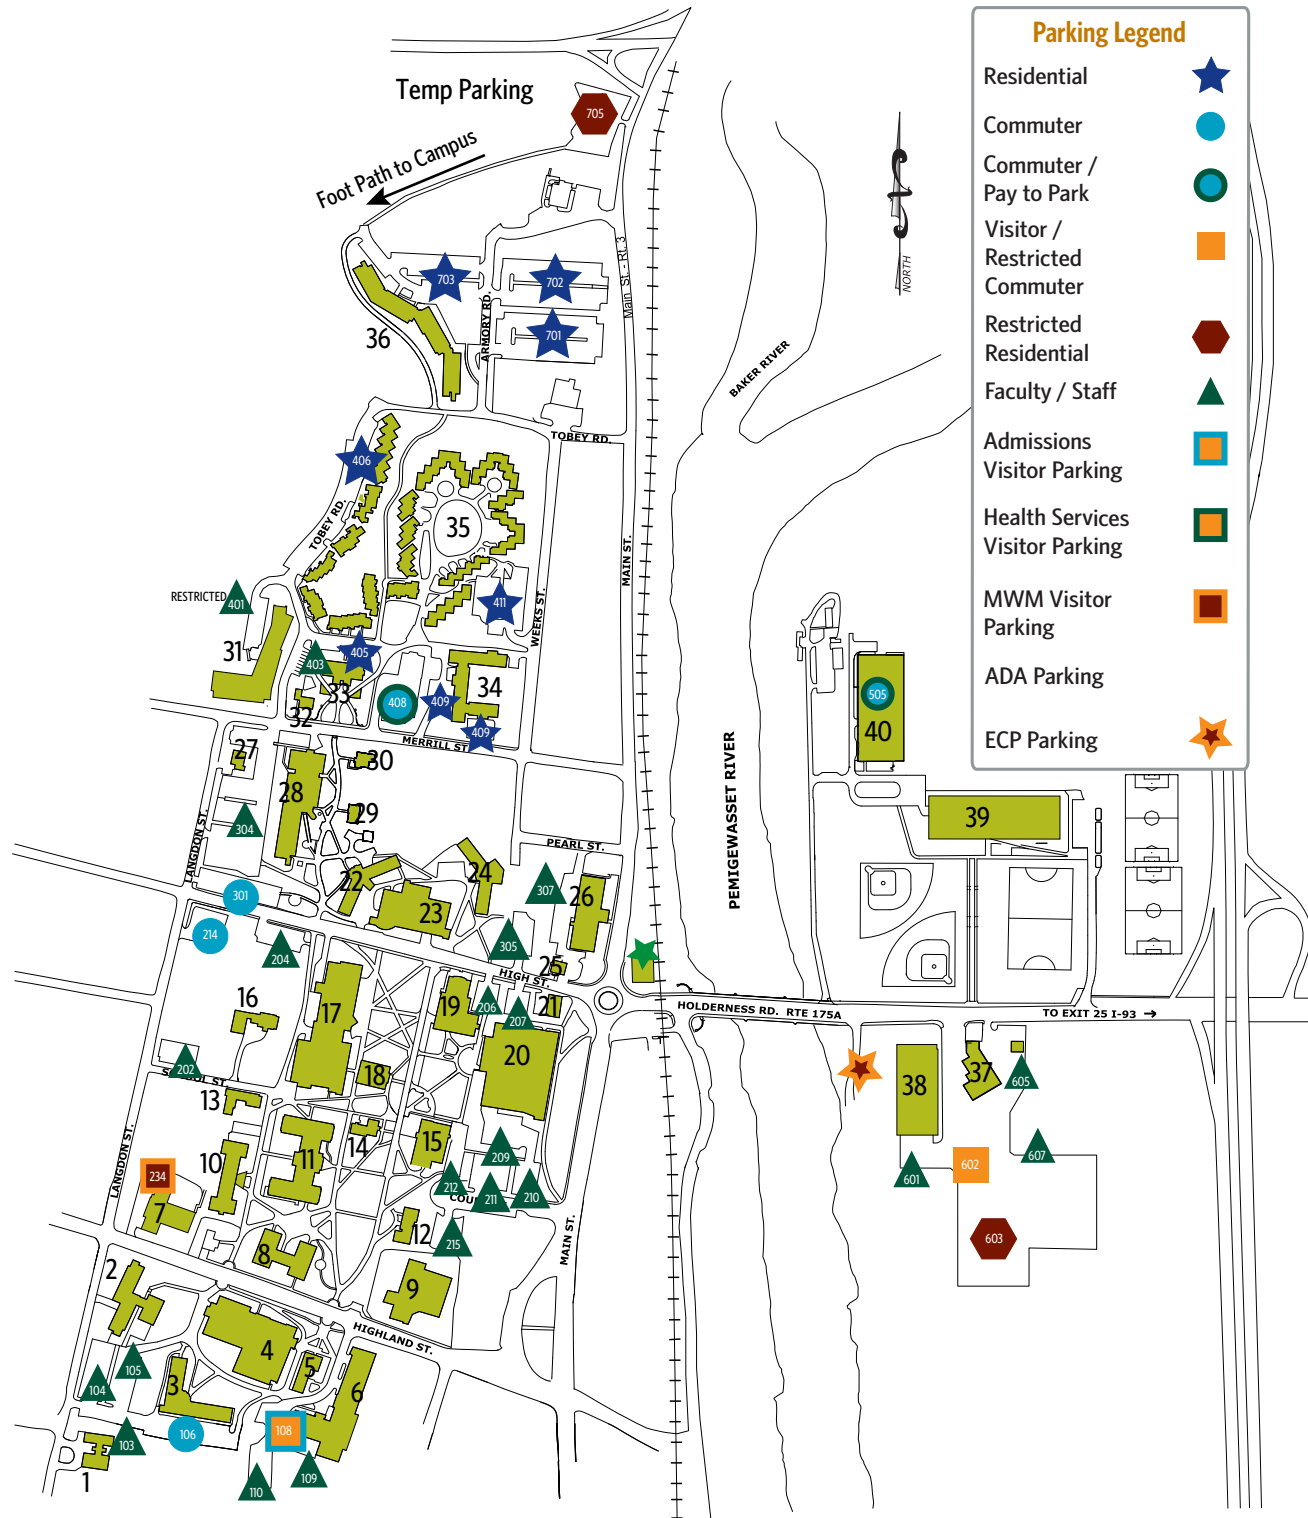 Parking Legend
Residential
Commuter
Commuter /
Pay to Park
Visitor /
Restricted
Commuter
Restricted
Residential
Faculty / Staff
Admissions
Visitor Parking
Health Services
Visitor Parking
MWM Visitor
Parking
ADA Parking
ECP Parking
Temp Parking
705
Foot Path to Campus
NORTH
703
702
701
36
ARMORY RD.
Main St. - Rt. 3
BAKER RIVER
TOBEY RD.
406
TOBEY RD.
35
MAIN ST.
RESTRICTED
401
411
WEEKS ST.
31
403
405
33
34
32
408
409
409
MERRILL ST.
505
40
PEMIGEWASSET RIVER
27
30
28
29
304
39
LANGDON ST.
PEARL ST.
24
22
307
301
23
26
214
204
305
25
HIGH ST.
16
17
19
206
207
21
HOLDERNESS RD. RTE 175A
TO EXIT 25 I-93
20
202
18
38
37
605
13
14
15
LANGDON ST.
10
11
209
607
234
212
211
210
601
602
7
12
215
MAIN ST.
603
8
2
9
4
HIGHLAND ST.
105
5
104
3
6
103
106
108
1
109
110